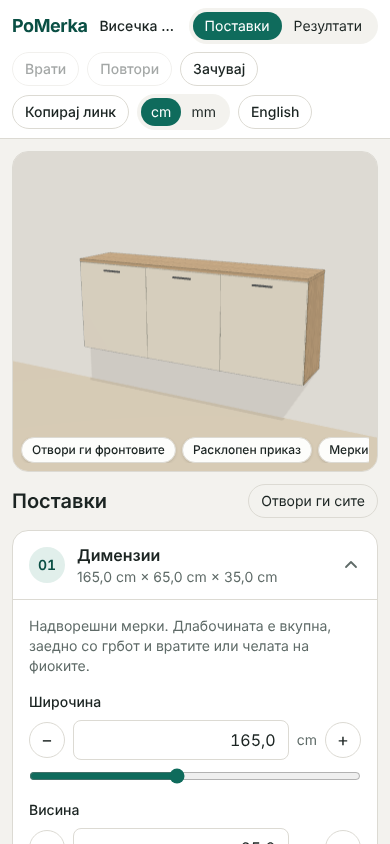 PoMerka Висечка ... Поставки Резултати
Врати Повтори Зачувај
Копирај линк cm mm English
Отвори ги фронтовите Расклопен приказ Мерки
Поставки Отвори ги сите
01 Димензии
165,0 cm × 65,0 cm × 35,0 cm
Надворешни мерки. Длабочината е вкупна,
заедно со грбот и вратите или челата на
фиоките.
Широчина
− 165,0 cm +
Висина